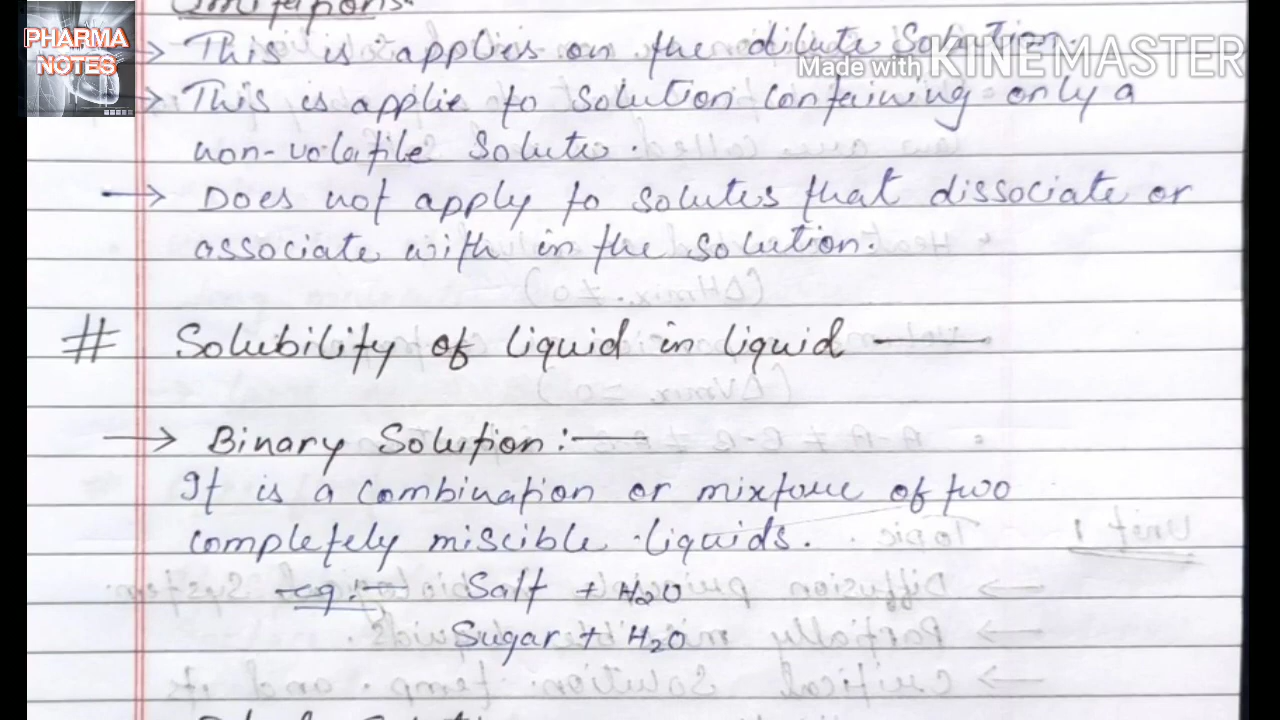 PHARMA
NOTES
Made with KINEMASTER
Limitations:
→ This is applies on the dilute Solution.
→ This is applie to solution containing only a
non-volatile solute.
→ Does not apply to solutes that dissociate or
associate with in the solution.
# Solubility of liquid in liquid —
→ Binary Solution:—
It is a combination or mixture of two
completely miscible liquids.
eg:— Salt + H2O
Sugar + H2O